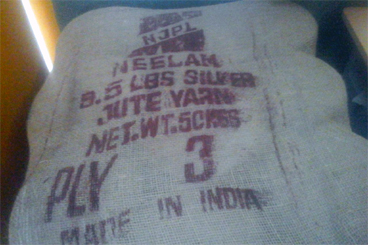 NJPL
NEELAM
8.5 LBS SILVER
JUTE YARN
NET.WT.50KGS
PLY 3
MADE IN INDIA